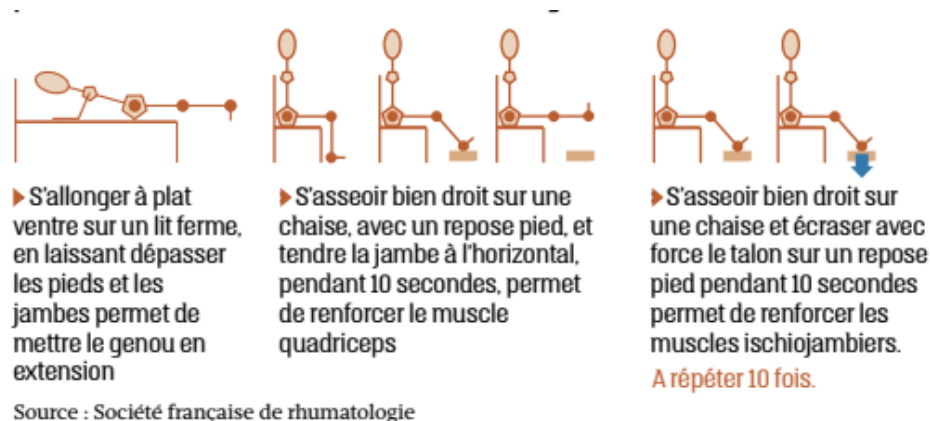 S'allonger à plat
ventre sur un lit ferme,
en laissant dépasser
les pieds et les
jambes permet de
mettre le genou en
extension
S'asseoir bien droit sur une
chaise, avec un repose pied, et
tendre la jambe à l'horizontal,
pendant 10 secondes, permet
de renforcer le muscle
quadriceps
S'asseoir bien droit sur
une chaise et écraser avec
force le talon sur un repose
pied pendant 10 secondes
permet de renforcer les
muscles ischiojambiers.
A répéter 10 fois.
Source : Société française de rhumatologie